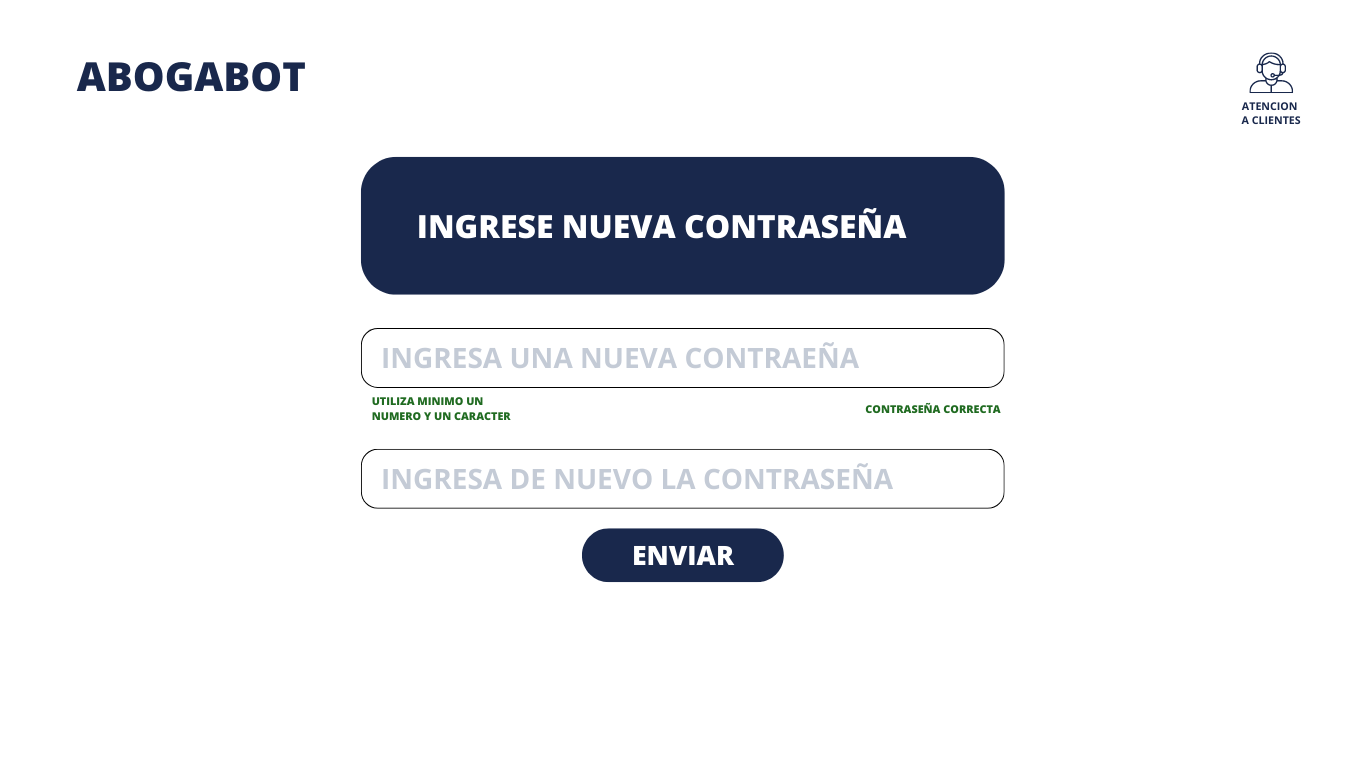 ABOGABOT
ATENCION
A CLIENTES
INGRESE NUEVA CONTRASEÑA
INGRESA UNA NUEVA CONTRAEÑA
UTILIZA MINIMO UN
NUMERO Y UN CARACTER
CONTRASEÑA CORRECTA
INGRESA DE NUEVO LA CONTRASEÑA
ENVIAR